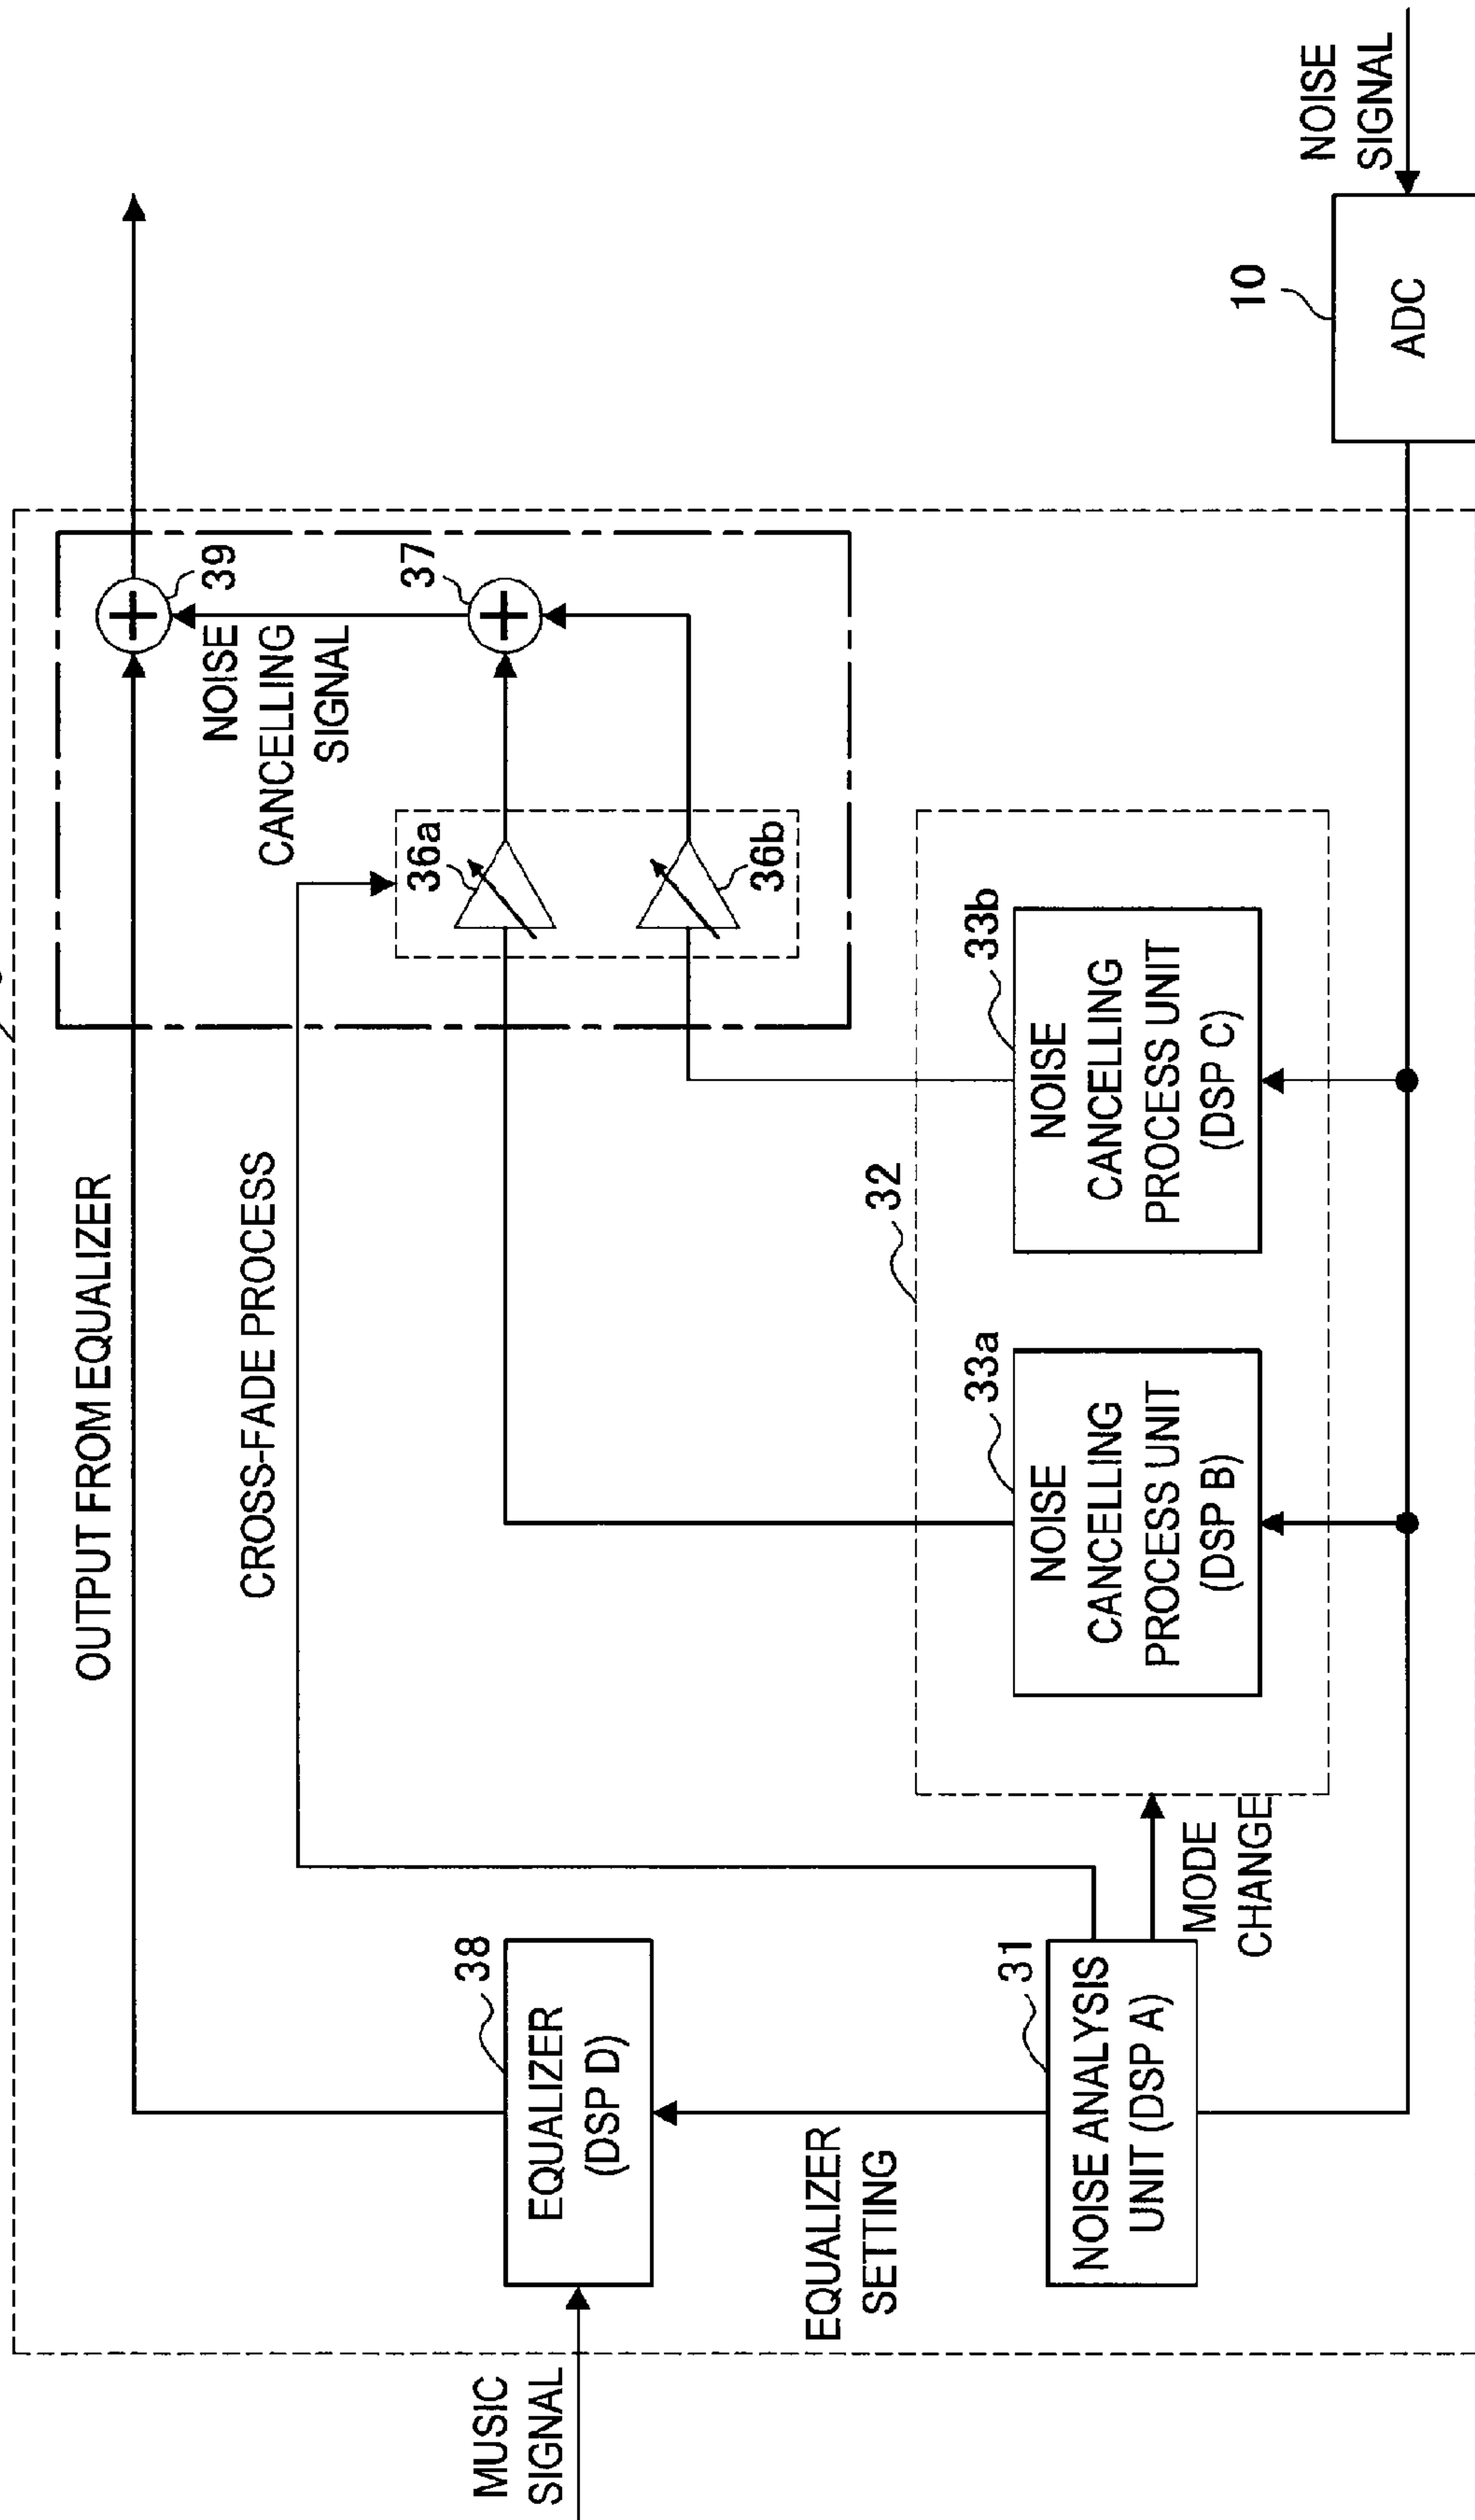 MUSIC
SIGNAL
EQUALIZER
(DSP D)
38
OUTPUT FROM EQUALIZER
CROSS-FADE PROCESS
EQUALIZER
SETTING
NOISE ANALYSIS
UNIT (DSP A)
31
MODE
CHANGE
32
NOISE
CANCELLING
PROCESS UNIT
(DSP B)
33a
NOISE
CANCELLING
PROCESS UNIT
(DSP C)
33b
36a
36b
37
39
NOISE
CANCELLING
SIGNAL
10
ADC
NOISE
SIGNAL